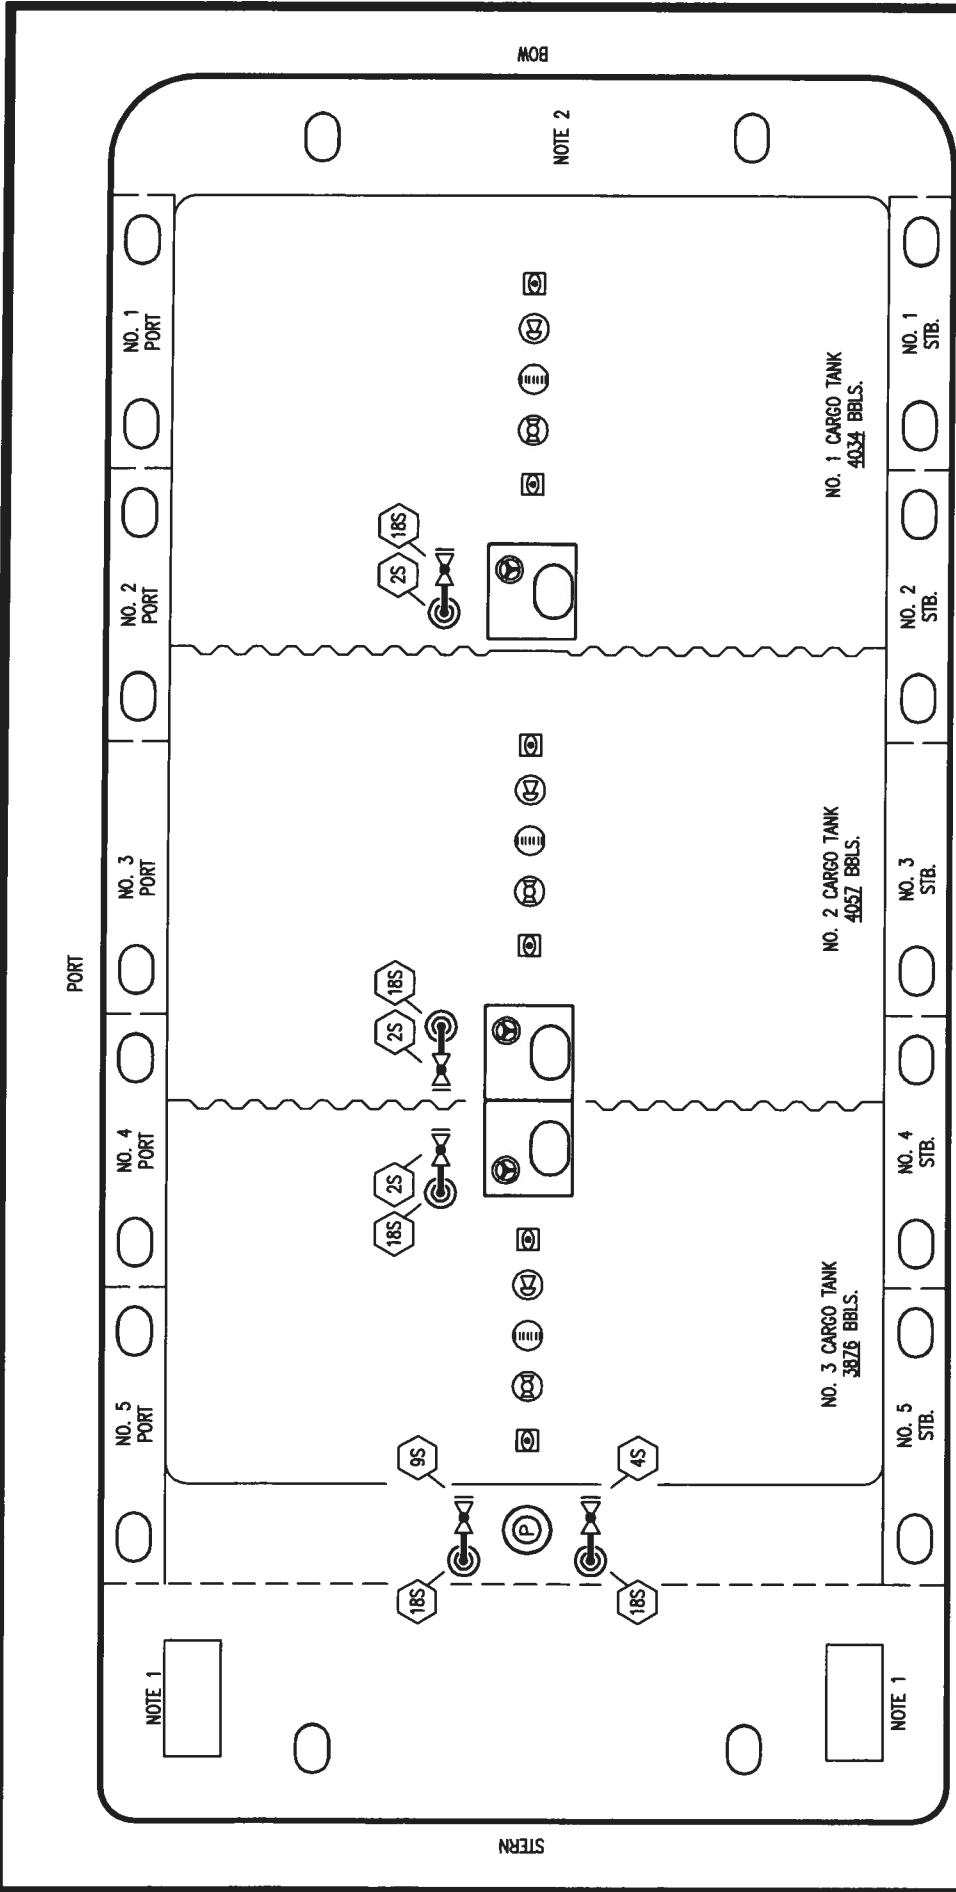 PORT
NO. 5
PORT
NO. 4
PORT
NO. 3
PORT
NO. 2
PORT
NO. 1
PORT
NOTE 1
18S
9S
18S
2S
2S
18S
2S
18S
STERN
P
BOW
NOTE 2
18S
4S
NO. 3 CARGO TANK
3876 BBLS.
NO. 2 CARGO TANK
4057 BBLS.
NO. 1 CARGO TANK
4034 BBLS.
NOTE 1
NO. 5
STB.
NO. 4
STB.
NO. 3
STB.
NO. 2
STB.
NO. 1
STB.